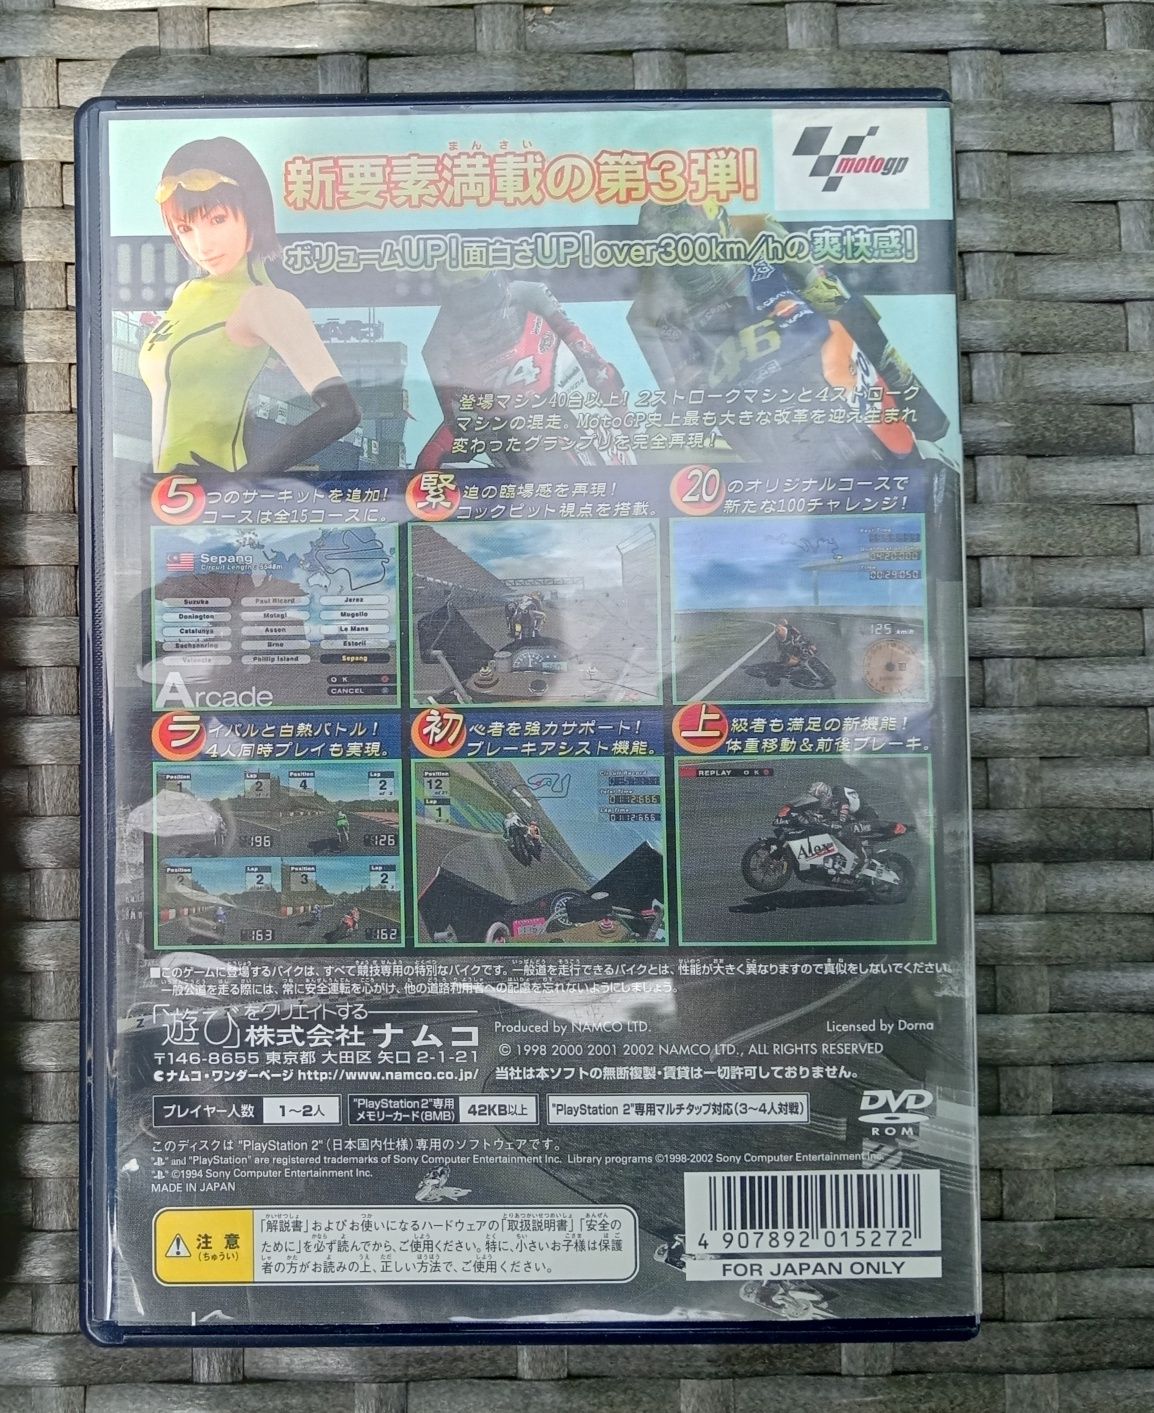 まんさい
新要素満載の第3弾!
motogp
ボリュームUP!面白さUP!over300km/hの爽快感!
46
登場マシン40台以上! 2ストロークマシンと4ストローク
マシンの混走。MotoGP史上最も大きな改革を迎え生まれ
変わったグランプリを完全再現!
5つのサーキットを追加!
コースは全15コースに。
緊迫の臨場感を再現!
コックピット視点を搭載。
20のオリジナルコースで
新たな100チャレンジ!
Sepang
Circuit Length : 5548m
Suzuka Paul Ricard Jerez
Donington Motegi Mugello
Catalunya Assen Le Mans
Sachsenring Brno Estoril
Valencia Phillip Island Sepang
OK
CANCEL
Arcade
125 km/h
ライバルと白熱バトル!
4人同時プレイも実現。
初心者を強力サポート!
ブレーキアシスト機能。
上級者も満足の新機能!
体重移動&前後ブレーキ。
Position 1 Lap 2 Position 4 Lap 2
196 126
Position Lap 2 Position 3 Lap 2
163 162
Position
12
Lap
1
REPLAY OK
Alex
■このゲームに登場するバイクは、すべて競技専用の特別なバイクです。一般道を走行できるバイクとは、性能が大きく異なりますので真似をしないでください。
一般公道を走る際には、常に安全運転を心がけ、他の道路利用者への配慮を忘れないようにしましょう。
「遊び」をクリエイトする
株式会社ナムコ
〒146-8655 東京都 大田区 矢口 2-1-21
ナムコ・ワンダーページ http://www.namco.co.jp/
Produced by NAMCO LTD. Licensed by Dorna
© 1998 2000 2001 2002 NAMCO LTD., ALL RIGHTS RESERVED
当社は本ソフトの無断複製・賃貸は一切許可しておりません。
プレイヤー人数 1~2人
"PlayStation 2"専用
メモリーカード(8MB) 42KB以上
"PlayStation 2"専用マルチタップ対応(3~4人対戦)
DVD
ROM
このディスクは "PlayStation 2"(日本国内仕様)専用のソフトウェアです。
" " and "PlayStation" are registered trademarks of Sony Computer Entertainment Inc. Library programs ©1998-2002 Sony Computer Entertainment Inc.
" " ©1994 Sony Computer Entertainment Inc.
MADE IN JAPAN
注意
(ちゅうい)
「解説書」およびお使いになるハードウェアの「取扱説明書」「安全の
ために」を必ず読んでから、ご使用ください。特に、小さいお子様は保護
者の方がお読みの上、正しい方法で、ご使用ください。
4 907892 015272
FOR JAPAN ONLY